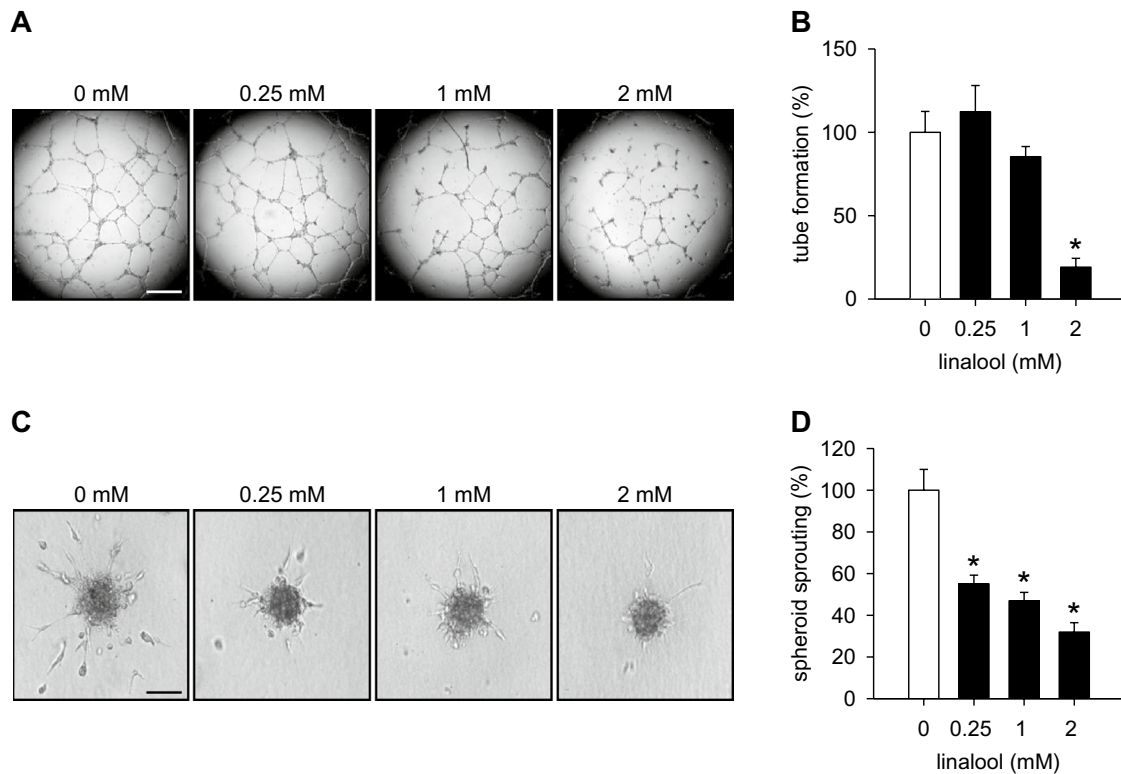 A
0 mM 0.25 mM 1 mM 2 mM
B
150
100
50
0
tube formation (%)
*
0 0.25 1 2
linalool (mM)
C
0 mM 0.25 mM 1 mM 2 mM
D
120
100
80
60
40
20
0
spheroid sprouting (%)
* * *
0 0.25 1 2
linalool (mM)